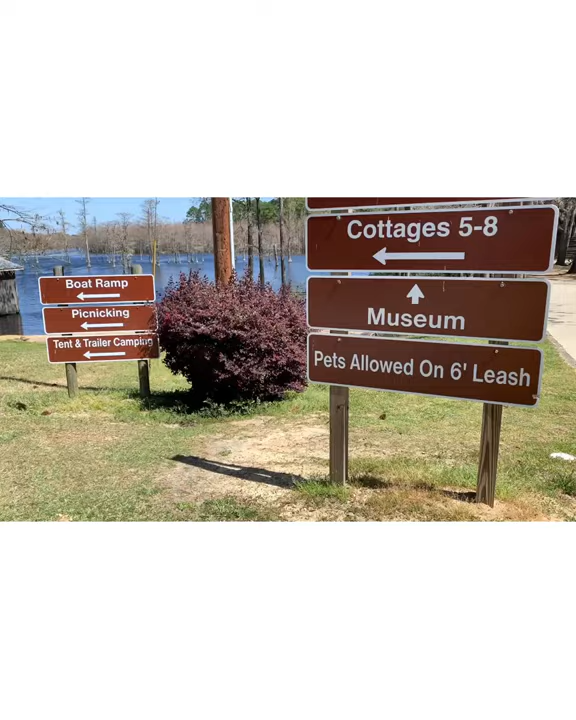 Boat Ramp
Picnicking
Tent & Trailer Camping
Cottages 5-8
Museum
Pets Allowed On 6' Leash